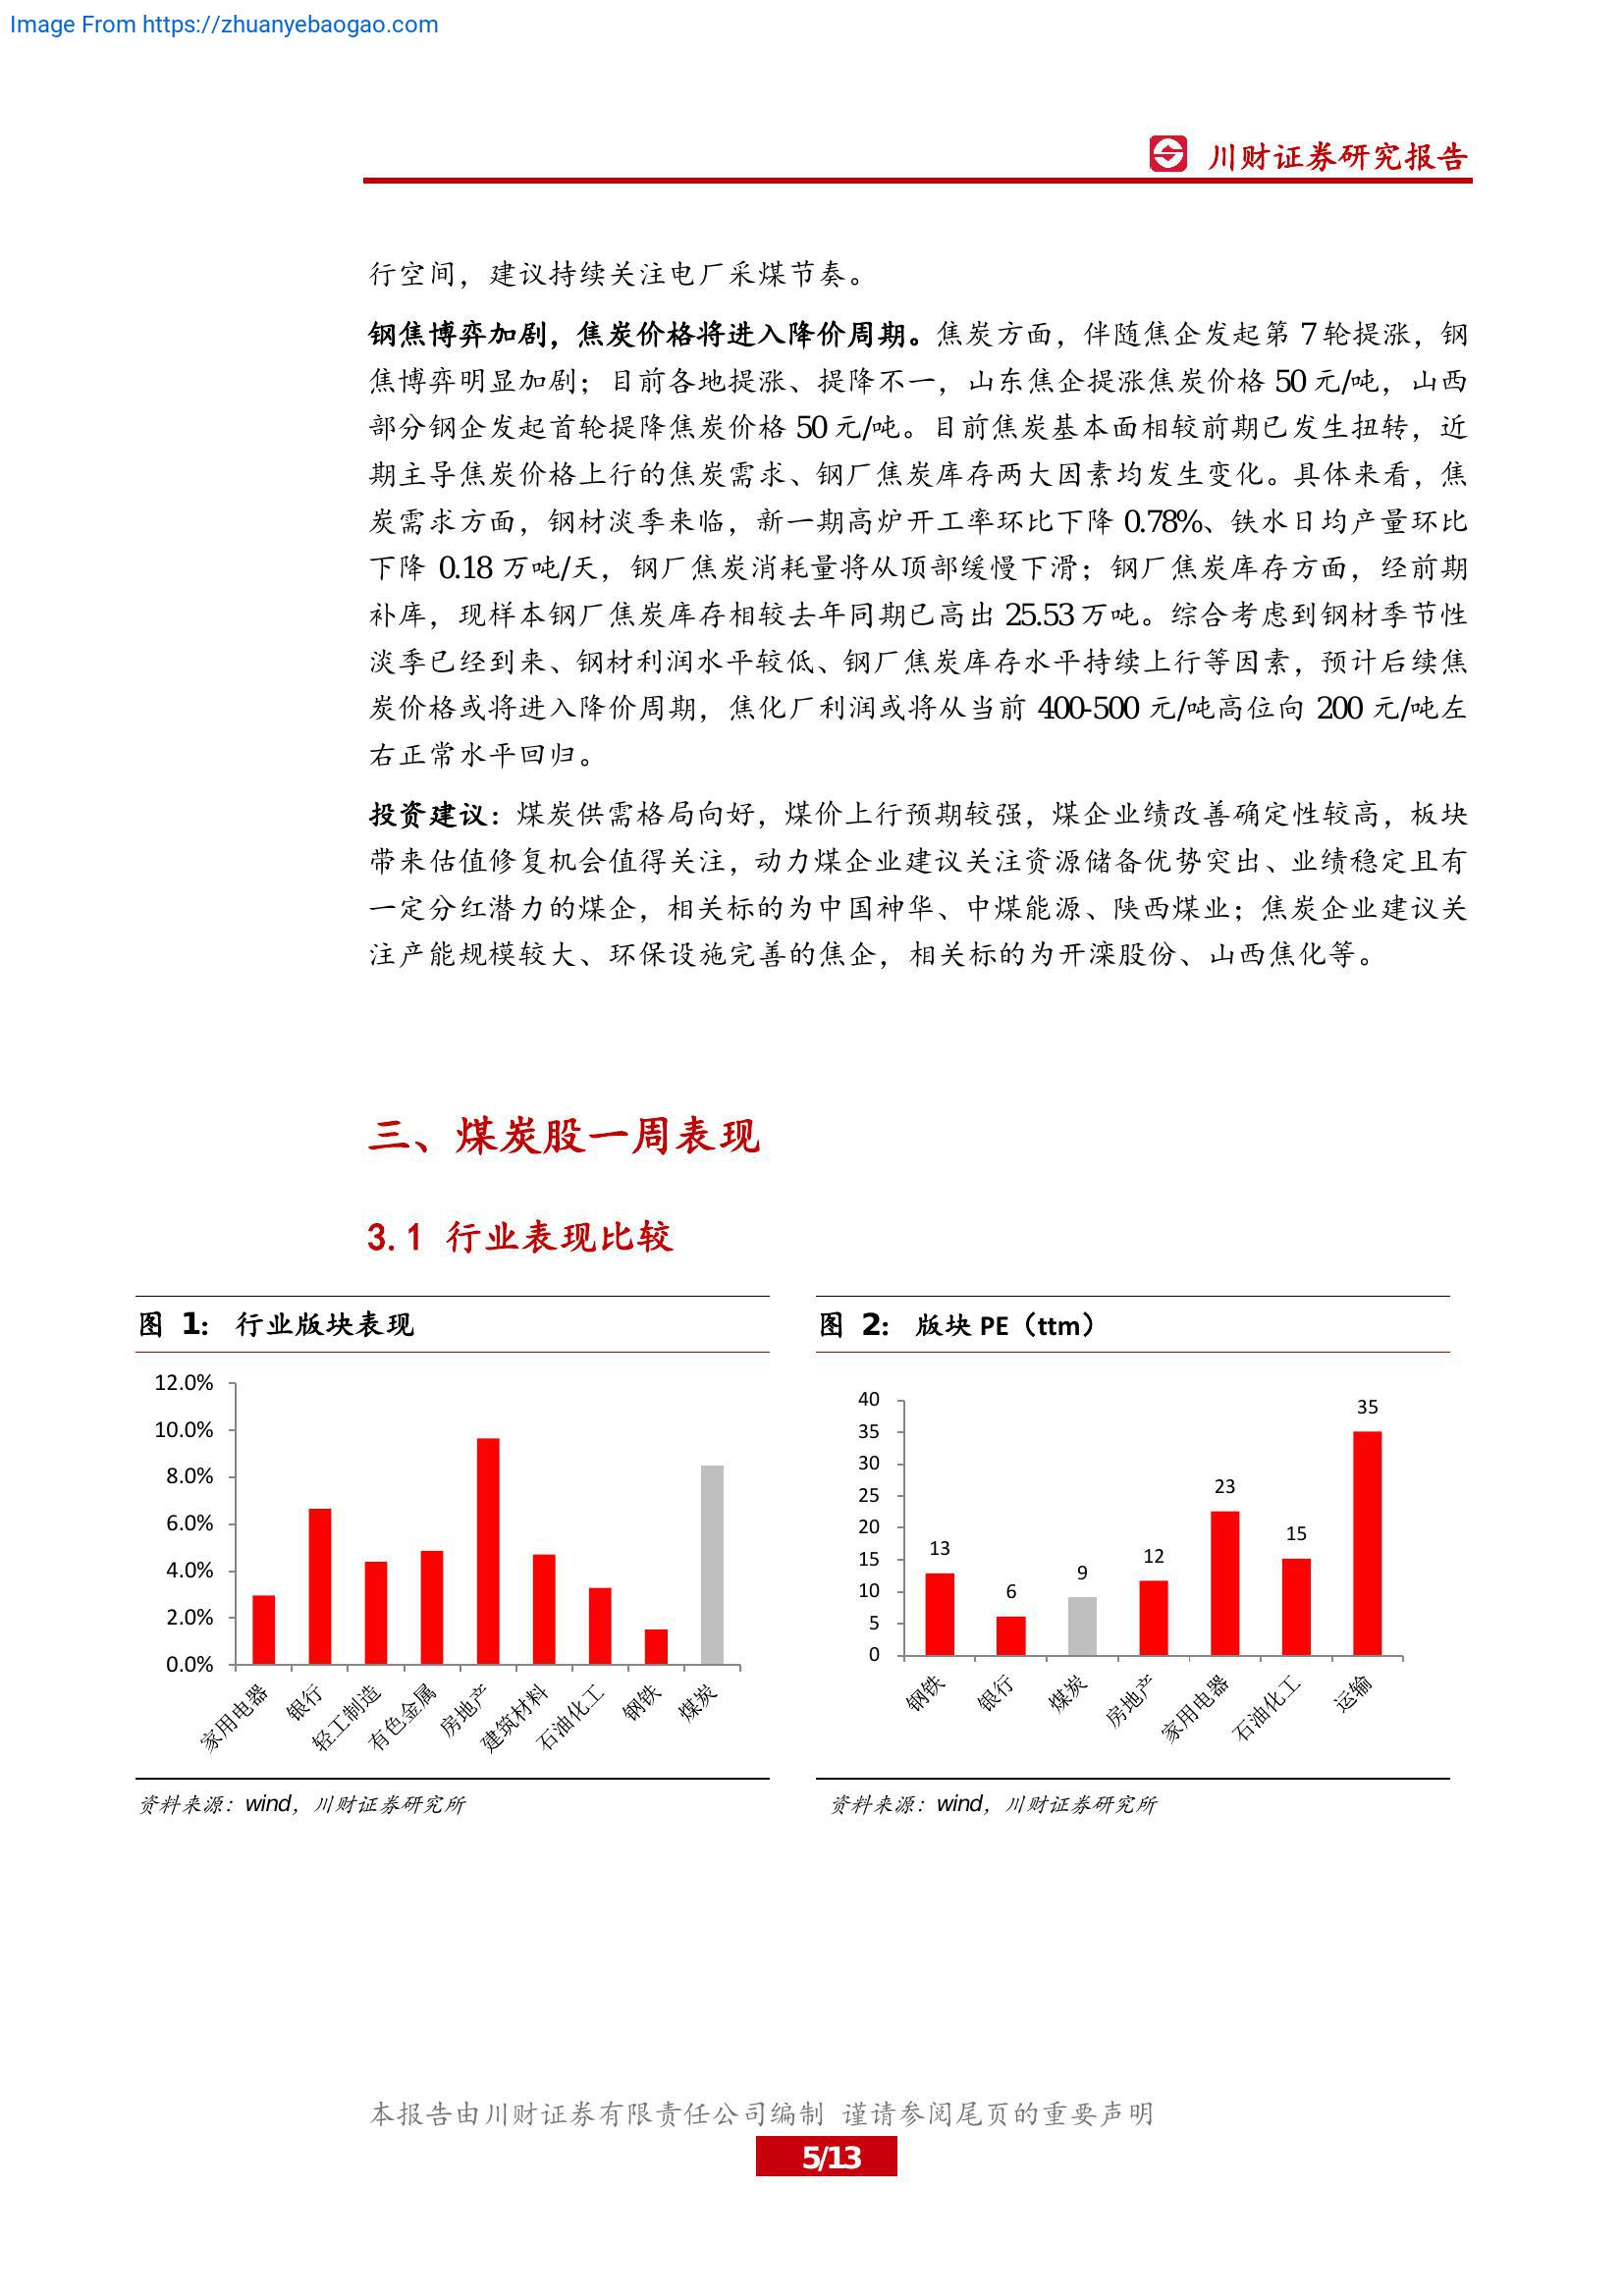 Image From https://zhuanyebaogao.com
川财证券研究报告
行空间，建议持续关注电厂采煤节奏。
钢焦博弈加剧，焦炭价格将进入降价周期。焦炭方面，伴随焦企发起第 7 轮提涨，钢
焦博弈明显加剧；目前各地提涨、提降不一，山东焦企提涨焦炭价格 50 元/吨，山西
部分钢企发起首轮提降焦炭价格 50 元/吨。目前焦炭基本面相较前期已发生扭转，近
期主导焦炭价格上行的焦炭需求、钢厂焦炭库存两大因素均发生变化。具体来看，焦
炭需求方面，钢材淡季来临，新一期高炉开工率环比下降 0.78%、铁水日均产量环比
下降 0.18 万吨/天，钢厂焦炭消耗量将从顶部缓慢下滑；钢厂焦炭库存方面，经前期
补库，现样本钢厂焦炭库存相较去年同期已高出 25.53 万吨。综合考虑到钢材季节性
淡季已经到来、钢材利润水平较低、钢厂焦炭库存水平持续上行等因素，预计后续焦
炭价格或将进入降价周期，焦化厂利润或将从当前 400-500 元/吨高位向 200 元/吨左
右正常水平回归。
投资建议：煤炭供需格局向好，煤价上行预期较强，煤企业绩改善确定性较高，板块
带来估值修复机会值得关注，动力煤企业建议关注资源储备优势突出、业绩稳定且有
一定分红潜力的煤企，相关标的为中国神华、中煤能源、陕西煤业；焦炭企业建议关
注产能规模较大、环保设施完善的焦企，相关标的为开滦股份、山西焦化等。
三、煤炭股一周表现
3.1 行业表现比较
图 1： 行业版块表现
12.0%
10.0%
8.0%
6.0%
4.0%
2.0%
0.0%
家用电器
银行
轻工制造
有色金属
房地产
建筑材料
石油化工
钢铁
煤炭
资料来源：wind，川财证券研究所
图 2： 版块 PE（ttm）
40
35
30
25
20
15
10
5
0
13
6
9
12
23
15
35
钢铁
银行
煤炭
房地产
家用电器
石油化工
运输
资料来源：wind，川财证券研究所
本报告由川财证券有限责任公司编制 谨请参阅尾页的重要声明
5/13